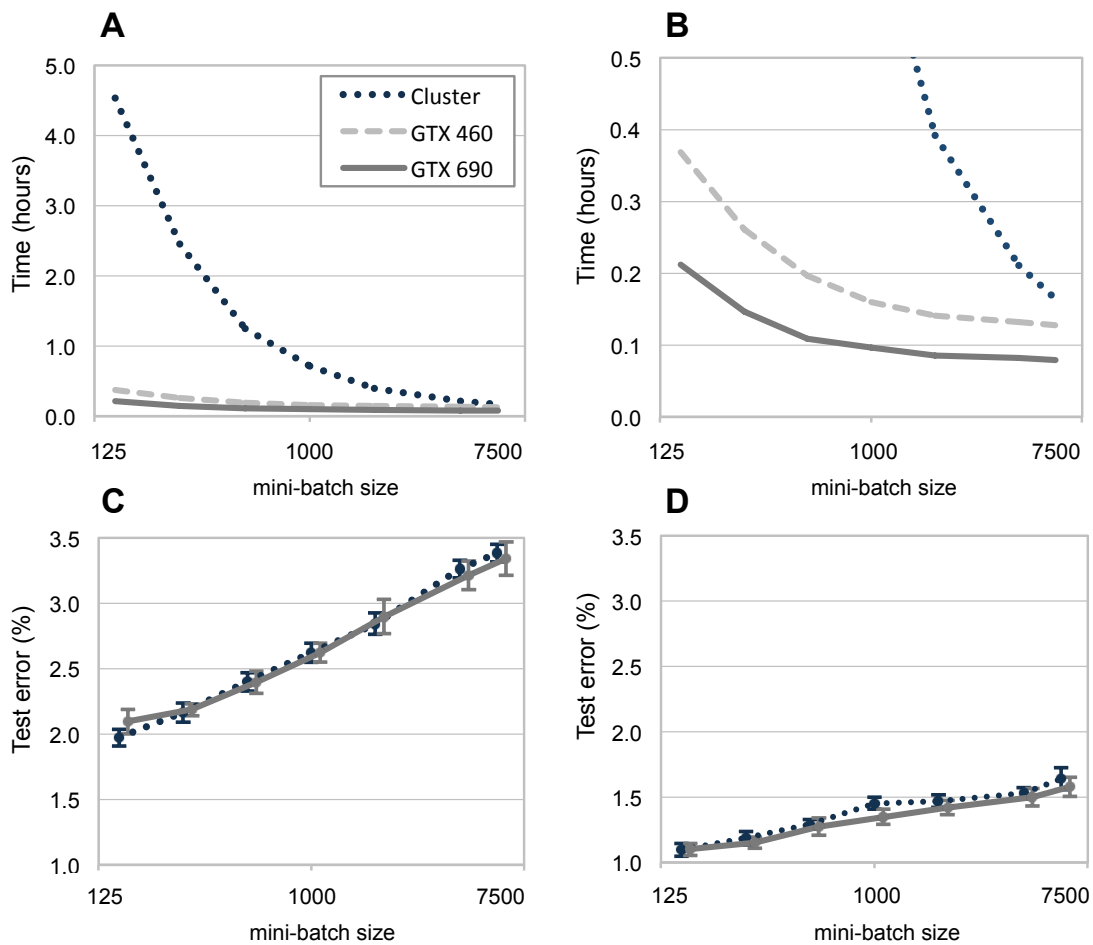 A
Time (hours)
5.0
4.0
3.0
2.0
1.0
0.0
Cluster
GTX 460
GTX 690
125
1000
7500
mini-batch size
B
Time (hours)
0.5
0.4
0.3
0.2
0.1
0.0
125
1000
7500
mini-batch size
C
Test error (%)
3.5
3.0
2.5
2.0
1.5
1.0
125
1000
7500
mini-batch size
D
Test error (%)
3.5
3.0
2.5
2.0
1.5
1.0
125
1000
7500
mini-batch size